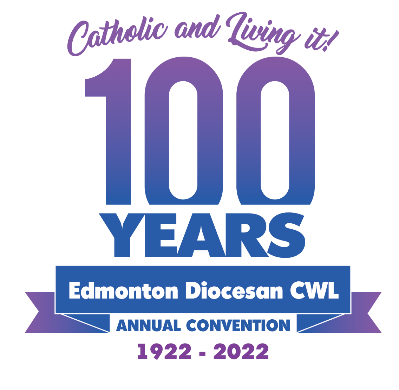 Catholic and Living it!
100
YEARS
Edmonton Diocesan CWL
ANNUAL CONVENTION
1922 - 2022